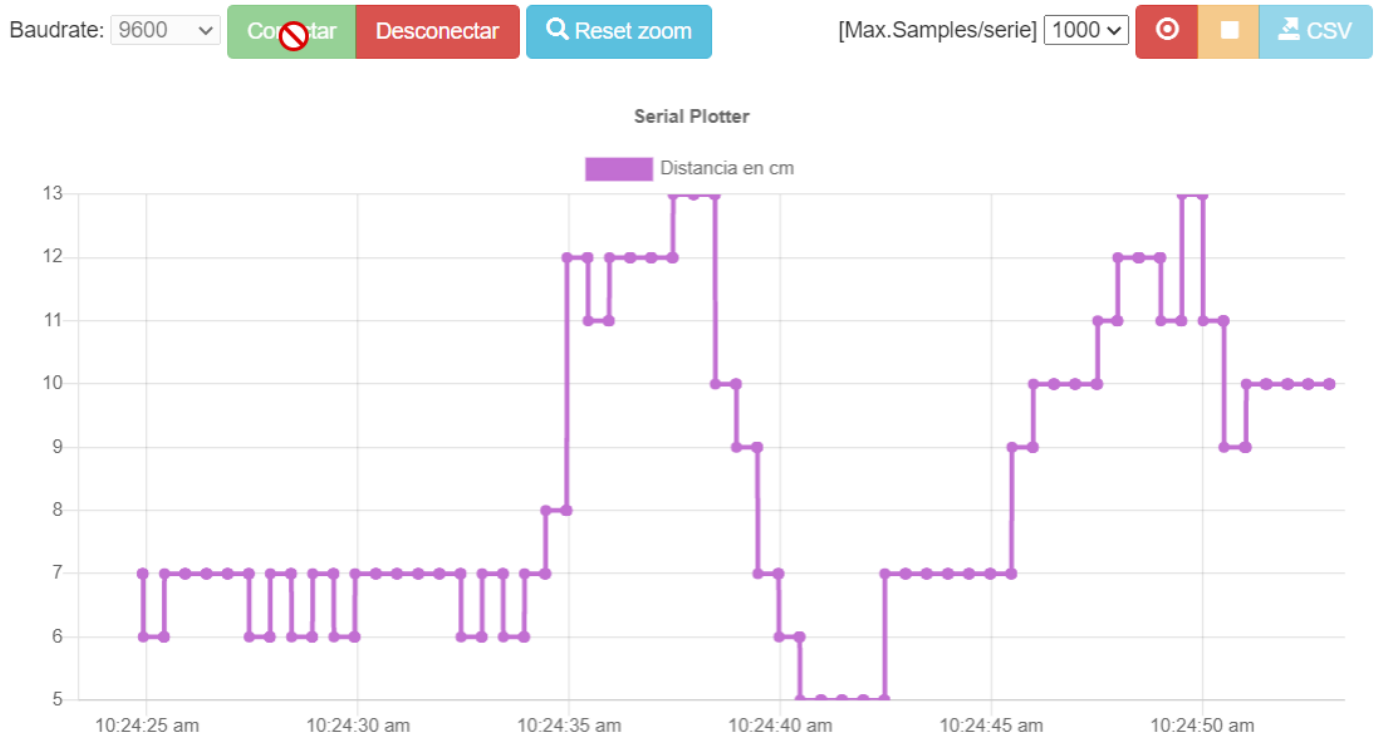 Baudrate: 9600 Conectar Desconectar Reset zoom [Max.Samples/serie] 1000 CSV
Serial Plotter
Distancia en cm
13
12
11
10
9
8
7
6
5
10:24:25 am 10:24:30 am 10:24:35 am 10:24:40 am 10:24:45 am 10:24:50 am